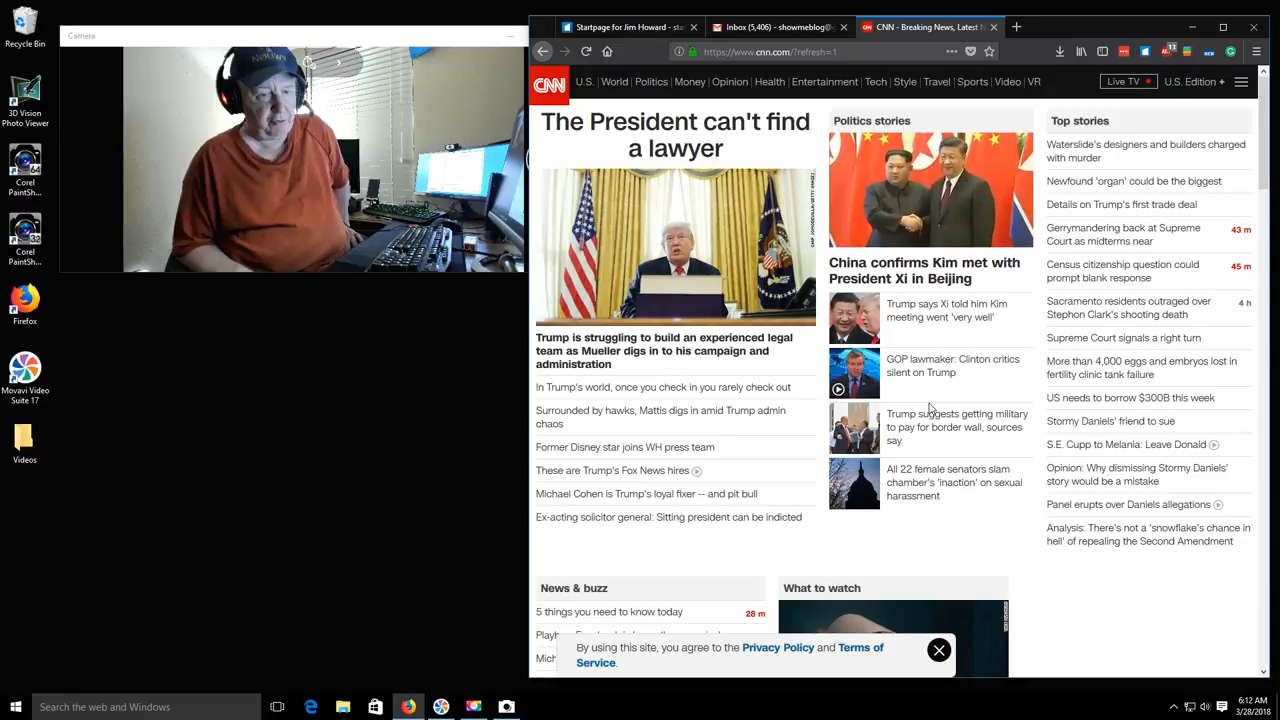 Recycle Bin
3D Vision
Photo Viewer
64
Corel
PaintSh...
32
Corel
PaintSh...
Firefox
Movavi Video
Suite 17
Videos
Camera
Startpage for Jim Howard - sta
Inbox (5,406) - showmeblog@g
CNN - Breaking News, Latest N
https://www.cnn.com/?refresh=1
CNN
U.S.
World
Politics
Money
Opinion
Health
Entertainment
Tech
Style
Travel
Sports
Video
VR
Live TV
U.S. Edition +
The President can't find
a lawyer
Trump is struggling to build an experienced legal
team as Mueller digs in to his campaign and
administration
In Trump's world, once you check in you rarely check out
Surrounded by hawks, Mattis digs in amid Trump admin
chaos
Former Disney star joins WH press team
These are Trump's Fox News hires
Michael Cohen is Trump's loyal fixer -- and pit bull
Ex-acting solicitor general: Sitting president can be indicted
Politics stories
China confirms Kim met with
President Xi in Beijing
Trump says Xi told him Kim
meeting went 'very well'
GOP lawmaker: Clinton critics
silent on Trump
Trump suggests getting military
to pay for border wall, sources
say
All 22 female senators slam
chamber's 'inaction' on sexual
harassment
Top stories
Waterslide's designers and builders charged
with murder
Newfound 'organ' could be the biggest
Details on Trump's first trade deal
Gerrymandering back at Supreme
Court as midterms near
43 m
Census citizenship question could
prompt blank response
45 m
Sacramento residents outraged over
Stephon Clark's shooting death
4 h
Supreme Court signals a right turn
More than 4,000 eggs and embryos lost in
fertility clinic tank failure
US needs to borrow $300B this week
Stormy Daniels' friend to sue
S.E. Cupp to Melania: Leave Donald
Opinion: Why dismissing Stormy Daniels'
story would be a mistake
Panel erupts over Daniels allegations
Analysis: There's not a 'snowflake's chance in
hell' of repealing the Second Amendment
News & buzz
5 things you need to know today
28 m
What to watch
By using this site, you agree to the Privacy Policy and Terms of
Service.
Search the web and Windows
6:12 AM
3/28/2018